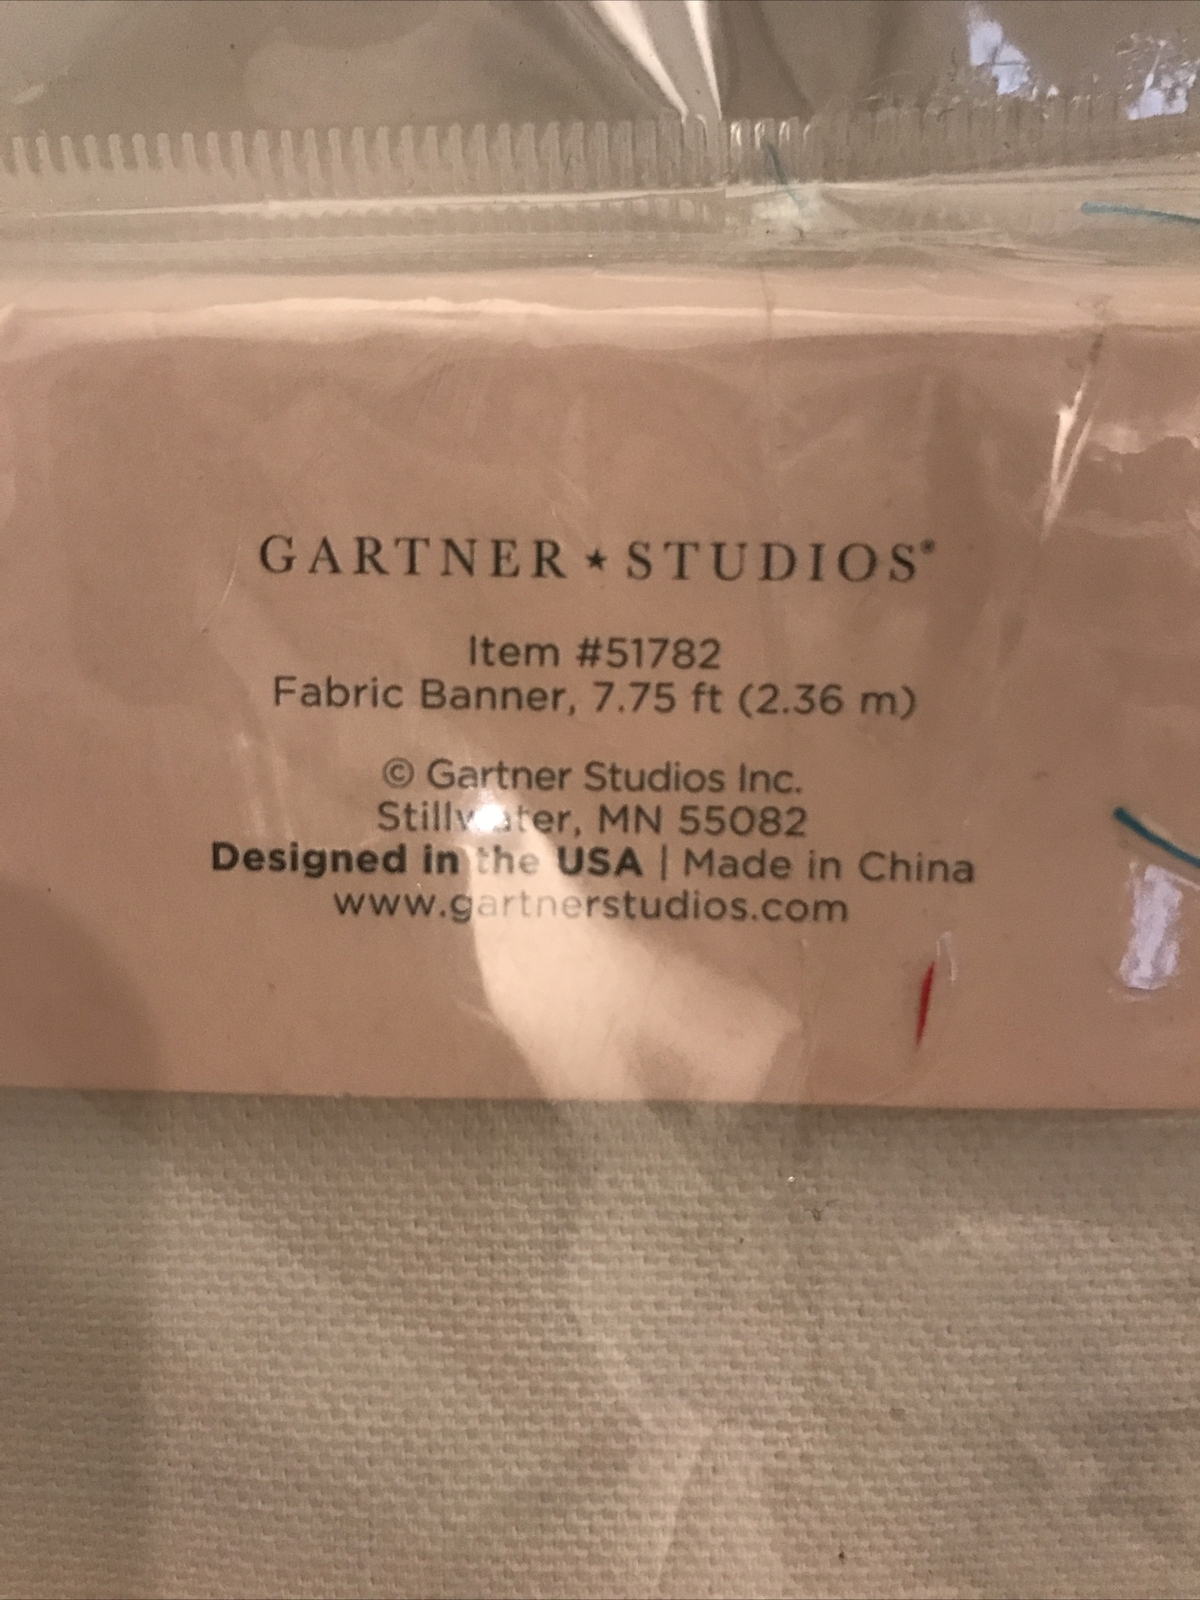 GARTNER ★ STUDIOS®
Item #51782
Fabric Banner, 7.75 ft (2.36 m)
© Gartner Studios Inc.
Stillwater, MN 55082
Designed in the USA | Made in China
www.gartnerstudios.com